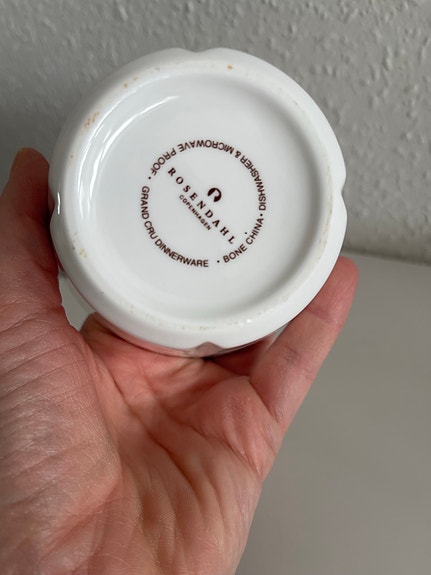 ROSENDAHL
COPENHAGEN
GRAND CRU DINNERWARE • BONE CHINA • DISHWASHER & MICROWAVE PROOF •